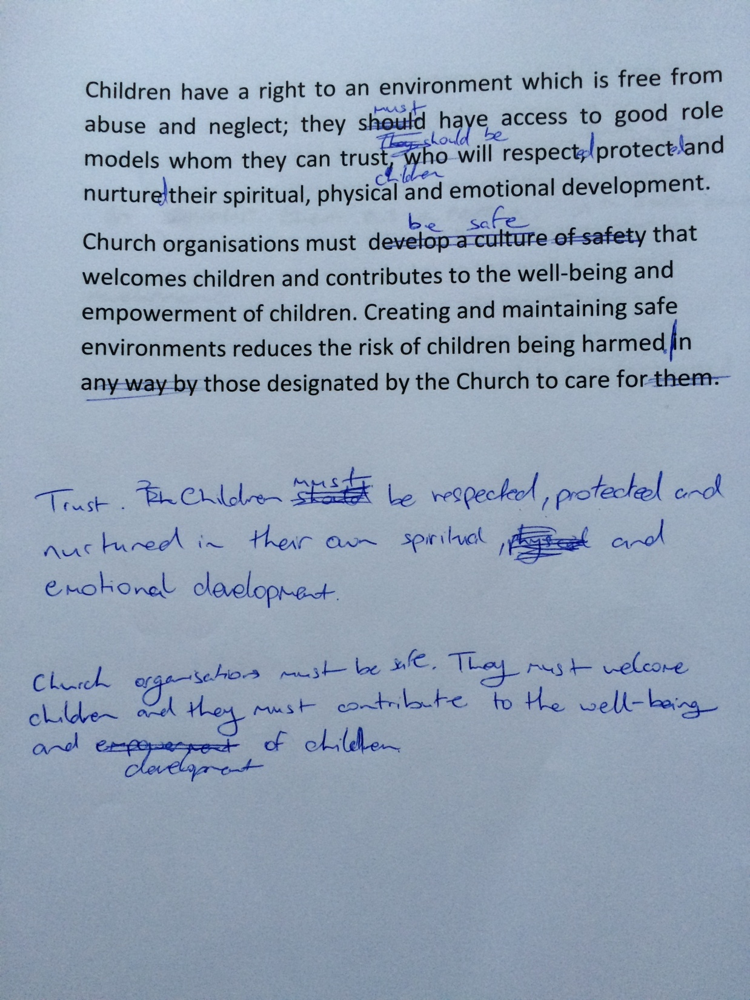 Children have a right to an environment which is free from
must
abuse and neglect; they should have access to good role
They should be
models whom they can trust, who will respected, protected and
children
nurtured their spiritual, physical and emotional development.
be safe
Church organisations must develop a culture of safety that
welcomes children and contributes to the well-being and
empowerment of children. Creating and maintaining safe
environments reduces the risk of children being harmed. in
any way by those designated by the Church to care for them.
must
Trust. Th Children should be respected, protected and
nurtured in their own spiritual, physical and
emotional development.
Church organisations must be safe. They must welcome
children and they must contribute to the well-being
and empowerment of children.
development